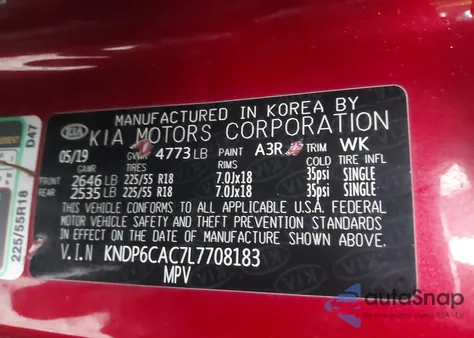 MANUFACTURED IN KOREA BY
KIA KIA MOTORS CORPORATION
05/19 GVWR 4773 LB PAINT A3R TRIM WK
GAWR TIRES RIMS COLD TIRE INFL
FRONT 2646 LB 225/55 R18 7.0Jx18 35psi SINGLE
REAR 2535 LB 225/55 R18 7.0Jx18 35psi SINGLE
THIS VEHICLE CONFORMS TO ALL APPLICABLE U.S.A. FEDERAL
MOTOR VEHICLE SAFETY AND THEFT PREVENTION STANDARDS
IN EFFECT ON THE DATE OF MANUFACTURE SHOWN ABOVE.
V.I.N KNDP6CAC7L7708183
MPV
225/55R18 D47
autoSnap